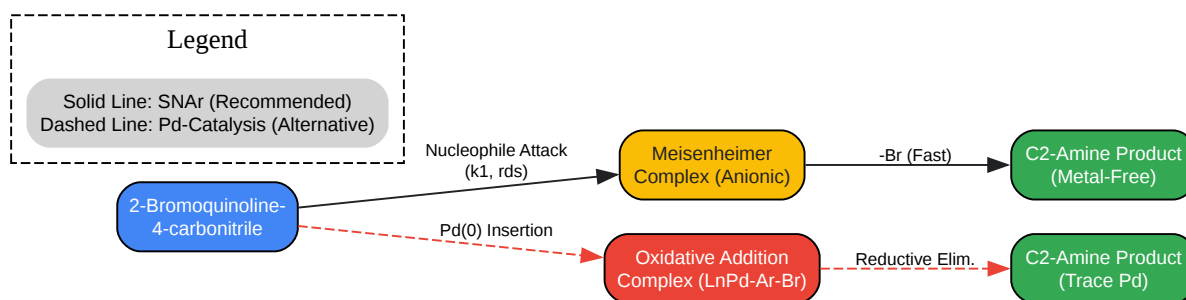 Legend
Solid Line: SNAr (Recommended)
Dashed Line: Pd-Catalysis (Alternative)
2-Bromoquinoline-
4-carbonitrile
Nucleophile Attack
(k1, rds)
Meisenheimer
Complex (Anionic)
-Br (Fast)
C2-Amine Product
(Metal-Free)
Pd(0) Insertion
Oxidative Addition
Complex (LnPd-Ar-Br)
Reductive Elim.
C2-Amine Product
(Trace Pd)